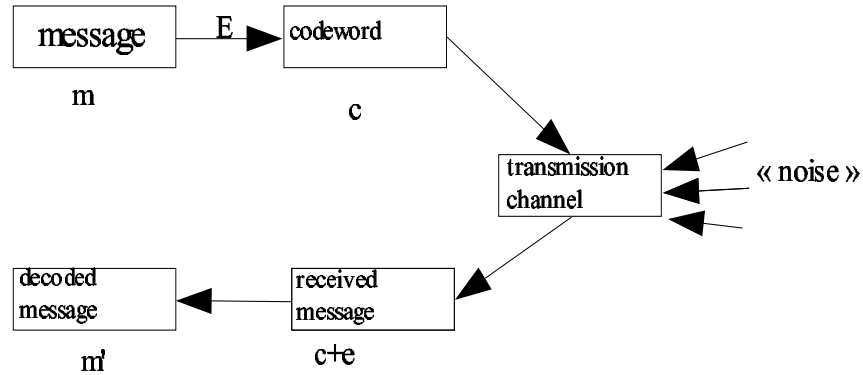 message
E
codeword
m
c
transmission
channel
« noise »
decoded
message
received
message
m'
c+e